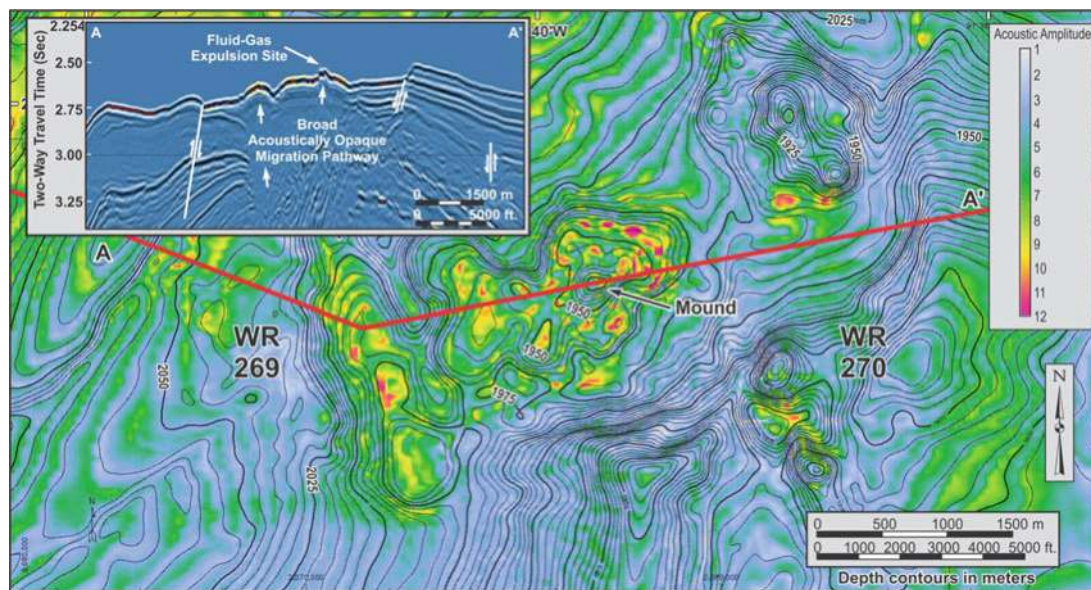 2.254
2.50
2.75
3.00
3.25
Two-Way Travel Time (Sec)
A
A'
Fluid-Gas
Expulsion Site
Broad
Acoustically Opaque
Migration Pathway
0 1500 m
0 5000 ft.
40' W
2025
1925
1950
1950
Acoustic Amplitude
1
2
3
4
5
6
7
8
9
10
11
12
A
A'
Mound
1950
1950
1975
WR
269
WR
270
2050
2025
N
0 500 1000 1500 m
0 1000 2000 3000 4000 5000 ft.
Depth contours in meters